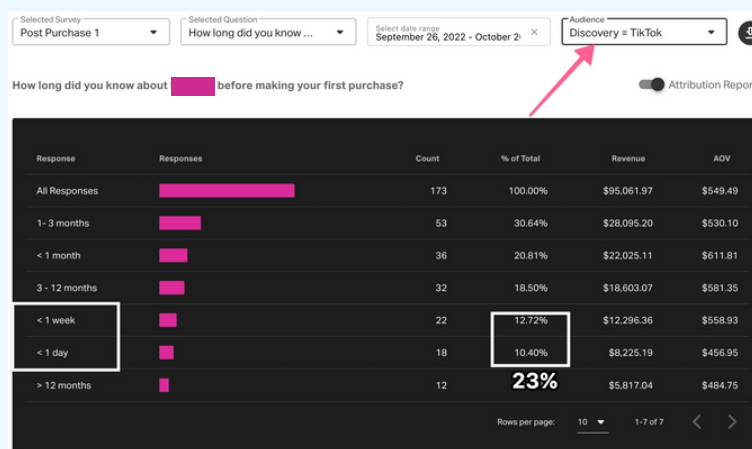 Selected Survey
Post Purchase 1
Selected Question
How long did you know ...
Select date range
September 26, 2022 - October 2
Audience
Discovery = TikTok
How long did you know about before making your first purchase?
Attribution Repor
Response Responses Count % of Total Revenue AOV
All Responses 173 100.00% $95,061.97 $549.49
1- 3 months 53 30.64% $28,095.20 $530.10
< 1 month 36 20.81% $22,025.11 $611.81
3 - 12 months 32 18.50% $18,603.07 $581.35
< 1 week 22 12.72% $12,296.36 $558.93
< 1 day 18 10.40% $8,225.19 $456.95
> 12 months 12 23% $5,817.04 $484.75
Rows per page: 10 1-7 of 7